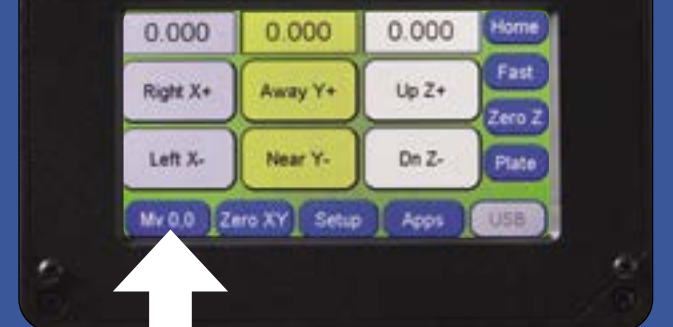 0.000 0.000 0.000 Home
Fast
Right X+ Away Y+ Up Z+
Zero Z
Left X- Near Y- Dn Z- Plate
Mv 0,0 Zero XY Setup Apps USB